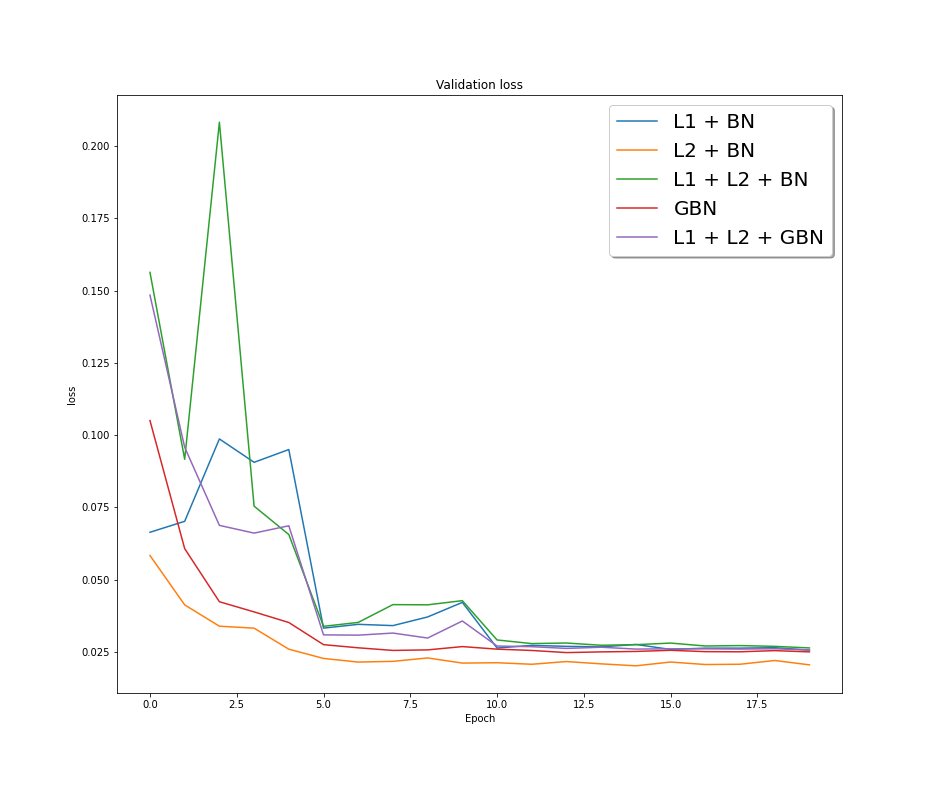 Validation loss
L1 + BN
L2 + BN
L1 + L2 + BN
GBN
L1 + L2 + GBN
0.200
0.175
0.150
0.125
0.100
0.075
0.050
0.025
loss
0.0 2.5 5.0 7.5 10.0 12.5 15.0 17.5
Epoch